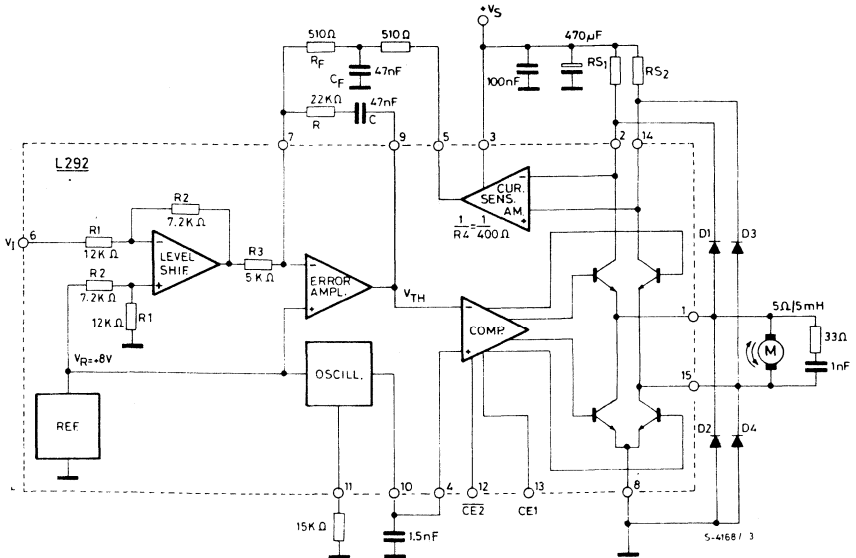 +VS
510Ω
510Ω
470µF
RS1
RS2
RF
CF
47nF
100nF
22KΩ
47nF
R
C
7
9
5
3
2
14
L292
CUR.
SENS.
AM.
1/R4 = 1/400Ω
−
+
D1
D3
VI
6
R1
12KΩ
R2
7.2KΩ
−
+
LEVEL
SHIF.
R3
5KΩ
−
+
ERROR
AMPL.
VTH
R2
7.2KΩ
12KΩ
R1
−
+
COMP.
1
5Ω/5mH
M
33Ω
1nF
VR=+8V
OSCILL.
15
REF.
D2
D4
11
10
4
12
13
8
CE2
CE1
15KΩ
1.5nF
S-4168/3